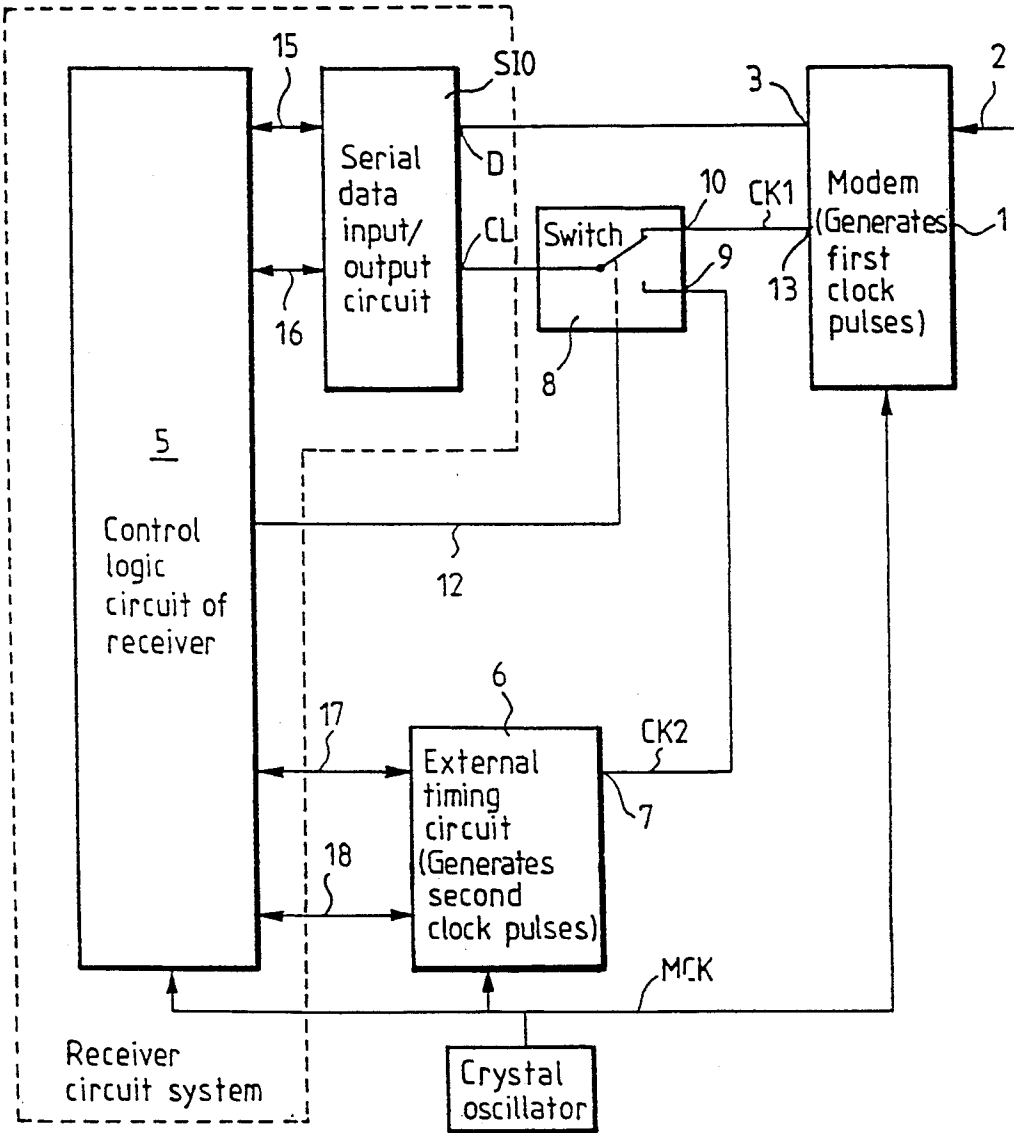 15
SIO
3
2
Serial
data
input/
output
circuit
D
CL
16
Switch
10
CK1
9
8
13
Modem
(Generates
first
clock
pulses)
1
5
Control
logic
circuit of
receiver
12
17
18
6
External
timing
circuit
(Generates
second
clock pulses)
CK2
7
MCK
Receiver
circuit system
Crystal
oscillator